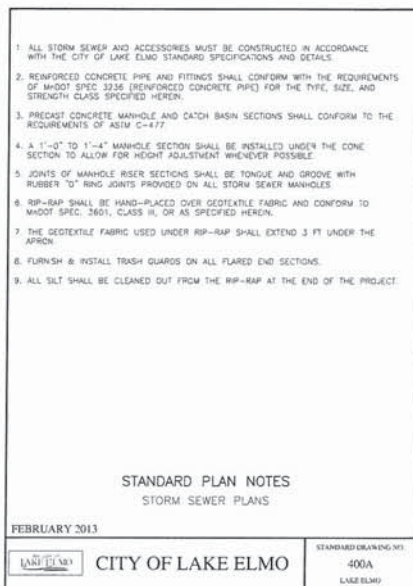 1. ALL STORM SEWER AND ACCESSORIES MUST BE CONSTRUCTED IN ACCORDANCE
WITH THE CITY OF LAKE ELMO STANDARD SPECIFICATIONS AND DETAILS.
2. REINFORCED CONCRETE PIPE AND FITTINGS SHALL CONFORM WITH THE REQUIREMENTS
OF MnDOT SPEC 3236 (REINFORCED CONCRETE PIPE) FOR THE TYPE, SIZE, AND
STRENGTH CLASS SPECIFIED HEREIN.
3. PRECAST CONCRETE MANHOLE AND CATCH BASIN SECTIONS SHALL CONFORM TO THE
REQUIREMENTS OF ASTM C-477
4. A 1'-0" TO 1'-4" MANHOLE SECTION SHALL BE INSTALLED UNDER THE CONE
SECTION TO ALLOW FOR HEIGHT ADJUSTMENT WHENEVER POSSIBLE.
5. JOINTS OF MANHOLE RISER SECTIONS SHALL BE TONGUE AND GROOVE WITH
RUBBER "O" RING JOINTS PROVIDED ON ALL STORM SEWER MANHOLES.
6. RIP-RAP SHALL BE HAND-PLACED OVER GEOTEXTILE FABRIC AND CONFORM TO
MnDOT SPEC. 3601, CLASS III, OR AS SPECIFIED HEREIN.
7. THE GEOTEXTILE FABRIC USED UNDER RIP-RAP SHALL EXTEND 3 FT UNDER THE
APRON.
8. FURNISH & INSTALL TRASH GUARDS ON ALL FLARED END SECTIONS.
9. ALL SILT SHALL BE CLEANED OUT FROM THE RIP-RAP AT THE END OF THE PROJECT.
STANDARD PLAN NOTES
STORM SEWER PLANS
FEBRUARY 2013
LAKE ELMO
CITY OF LAKE ELMO
STANDARD DRAWING NO.
400A
LAKE ELMO